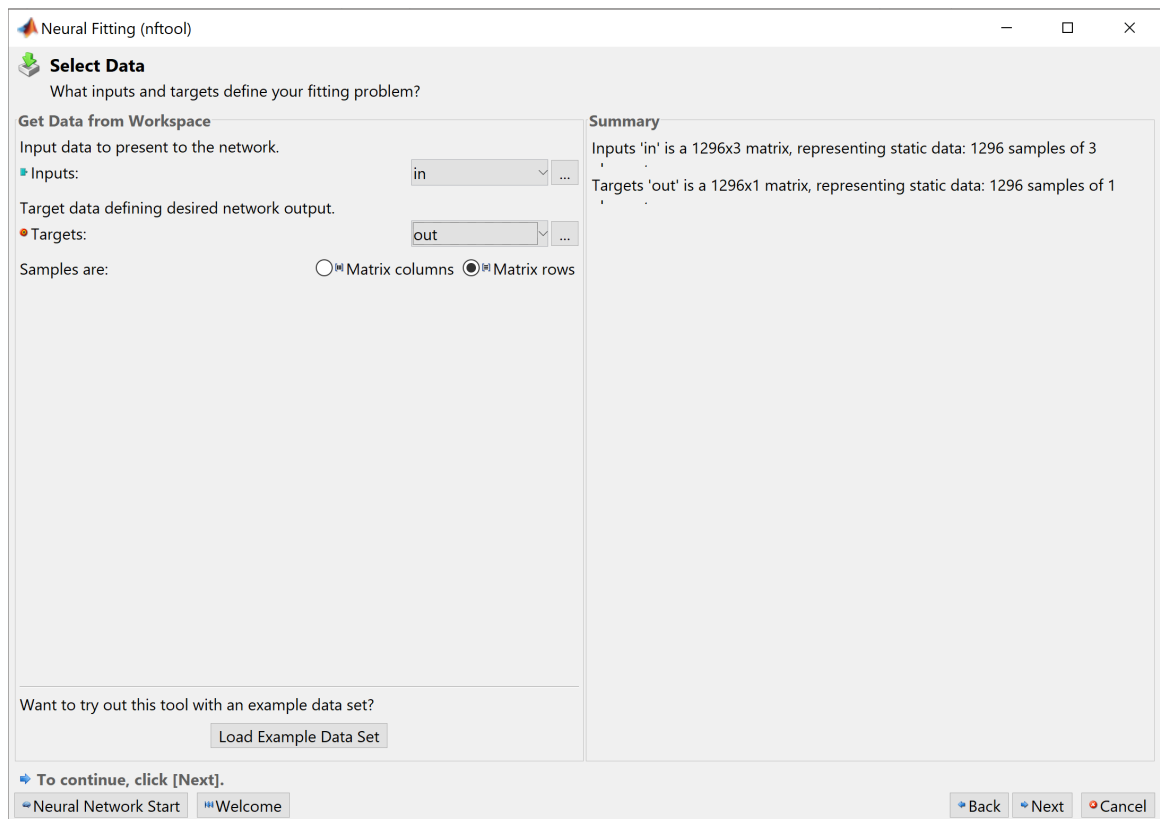 Neural Fitting (nftool)
Select Data
What inputs and targets define your fitting problem?
Get Data from Workspace
Input data to present to the network.
Inputs: in ...
Target data defining desired network output.
Targets: out ...
Samples are: Matrix columns Matrix rows
Want to try out this tool with an example data set?
Load Example Data Set
Summary
Inputs 'in' is a 1296x3 matrix, representing static data: 1296 samples of 3
Targets 'out' is a 1296x1 matrix, representing static data: 1296 samples of 1
To continue, click [Next].
Neural Network Start Welcome Back Next Cancel